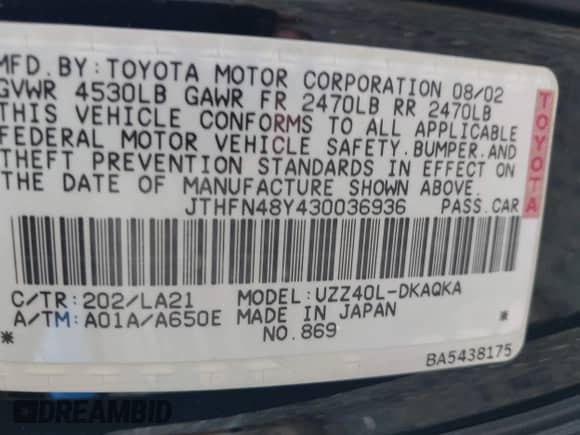 MFD. BY: TOYOTA MOTOR CORPORATION 08/02
GVWR 4530LB GAWR FR 2470LB RR 2470LB
THIS VEHICLE CONFORMS TO ALL APPLICABLE
FEDERAL MOTOR VEHICLE SAFETY.BUMPER.AND
THEFT PREVENTION STANDARDS IN EFFECT ON
THE DATE OF MANUFACTURE SHOWN ABOVE.
JTHFN48Y430036936 PASS.CAR
TOYOTA
C/TR: 202/LA21 MODEL: UZZ40L-DKAQKA
A/TM: A01A/A650E MADE IN JAPAN
* NO.869 *
BA5438175
DREAMBID